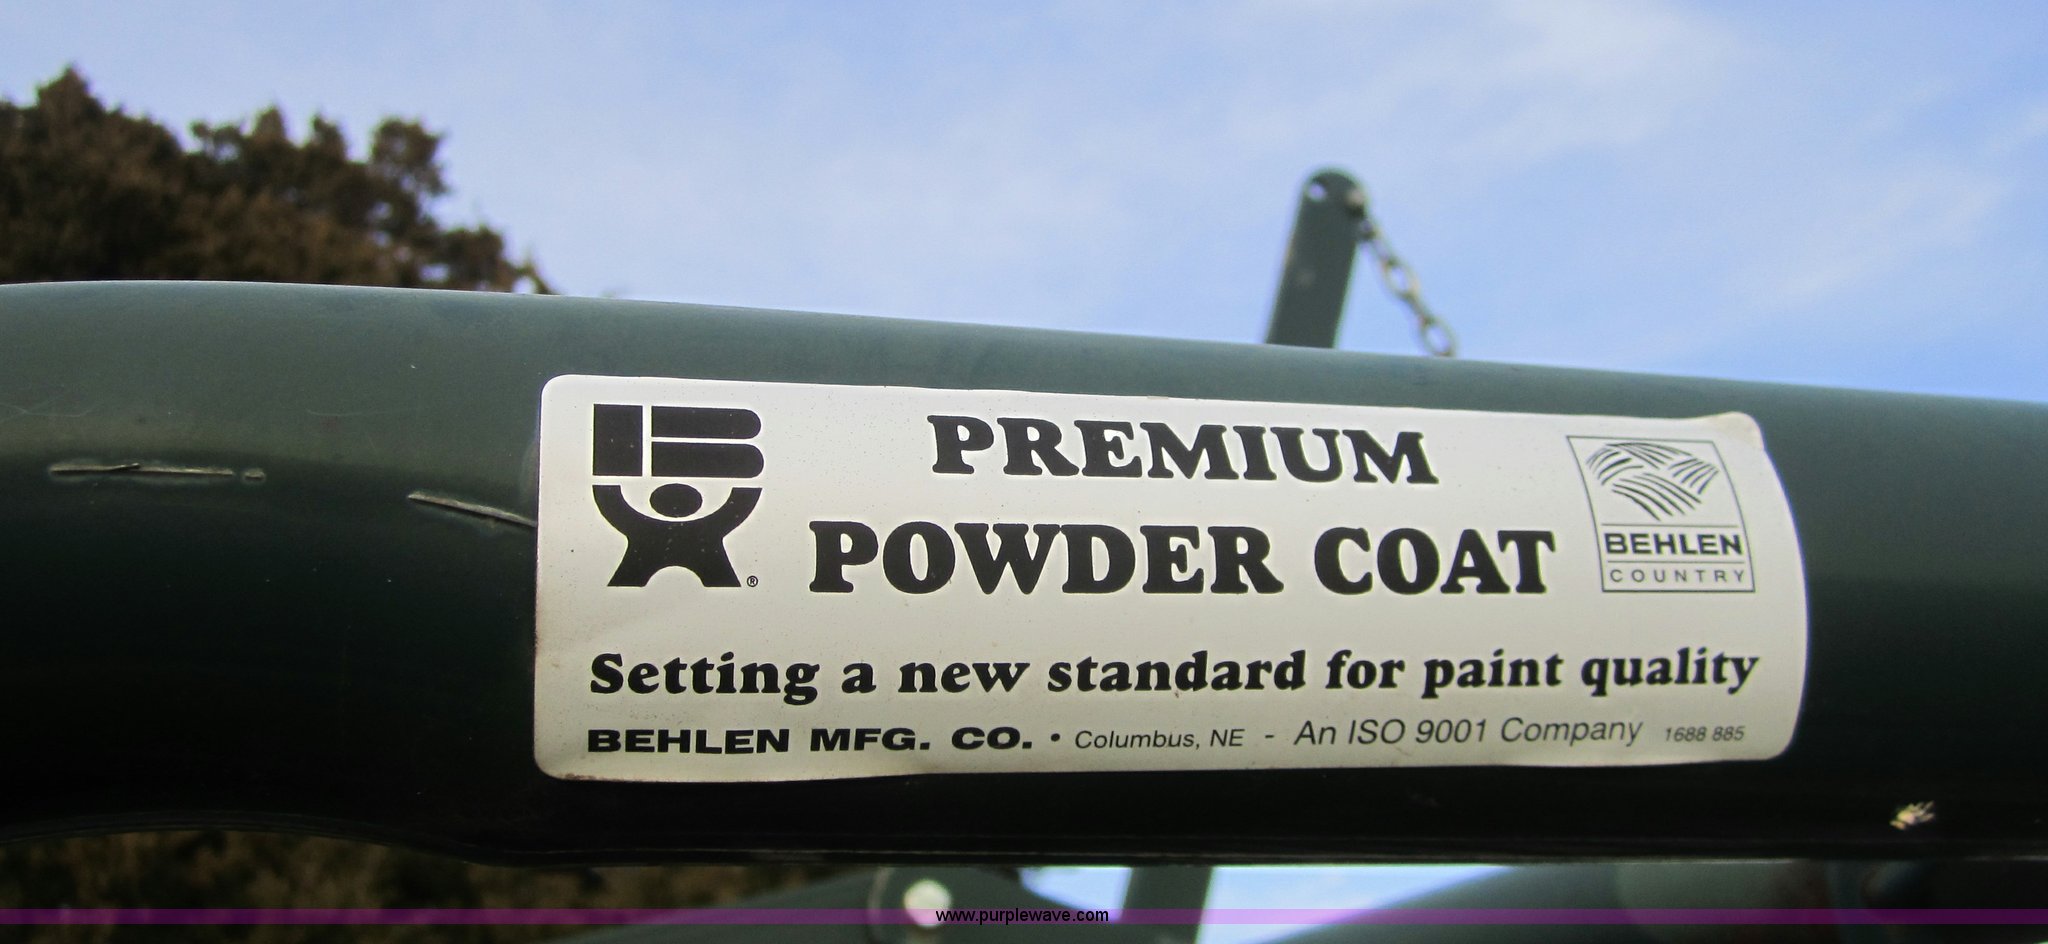 PREMIUM
POWDER COAT
BEHLEN
COUNTRY
®
Setting a new standard for paint quality
BEHLEN MFG. CO. • Columbus, NE - An ISO 9001 Company 1688 885
www.purplewave.com